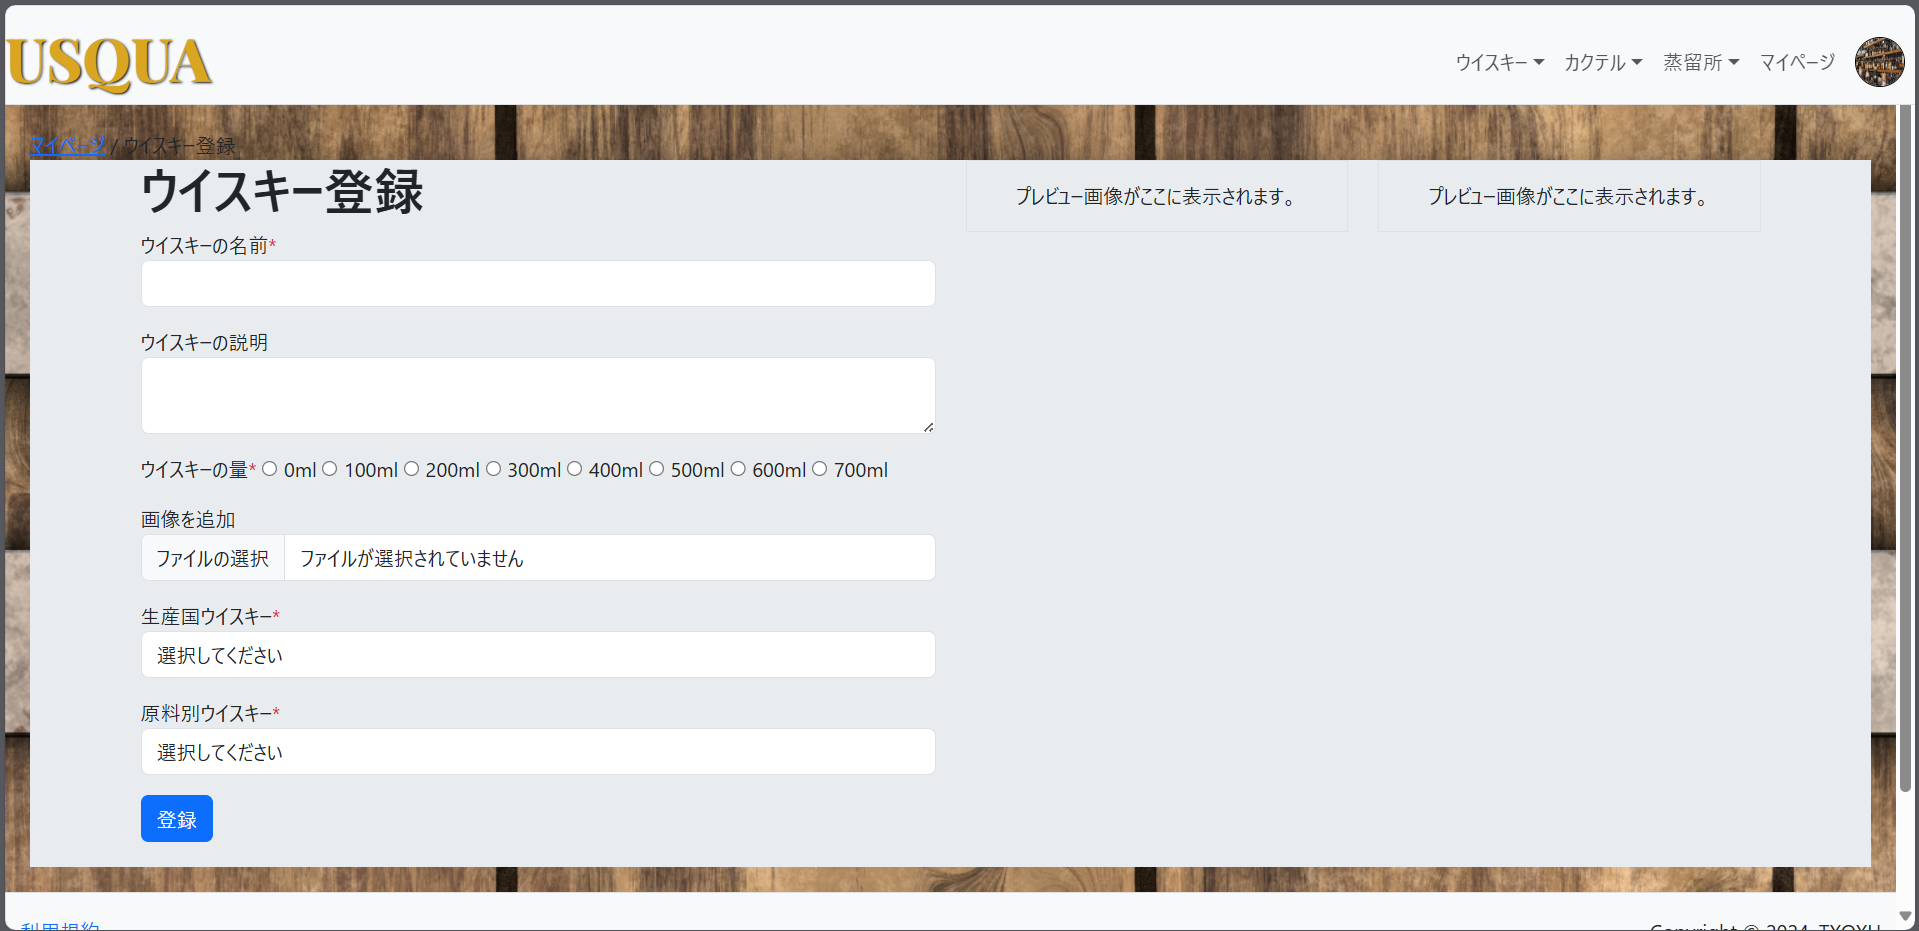 USQUA
ウイスキー カクテル 蒸留所 マイページ
マイページ / ウイスキー登録
ウイスキー登録
プレビュー画像がここに表示されます。 プレビュー画像がここに表示されます。
ウイスキーの名前*
ウイスキーの説明
ウイスキーの量* 0ml 100ml 200ml 300ml 400ml 500ml 600ml 700ml
画像を追加
ファイルの選択 ファイルが選択されていません
生産国ウイスキー*
選択してください
原料別ウイスキー*
選択してください
登録
利用規約 Copyright © 2024, TYOYU